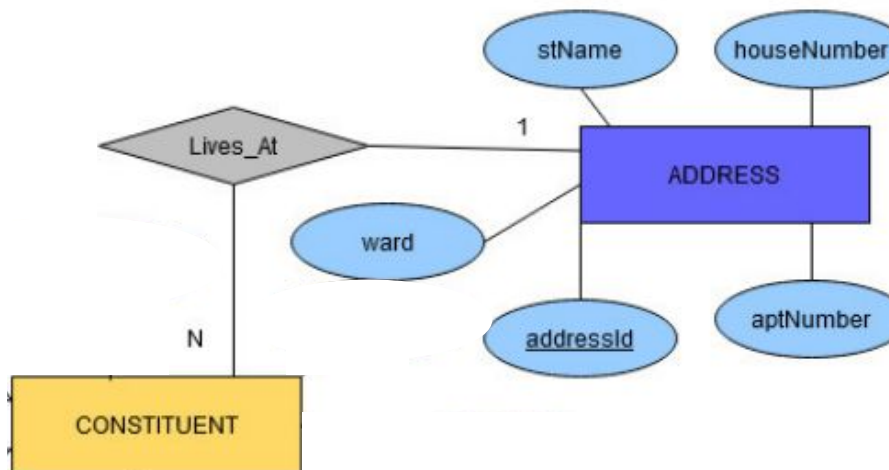 stName
houseNumber
1
Lives_At
ADDRESS
ward
aptNumber
N
addressId
CONSTITUENT